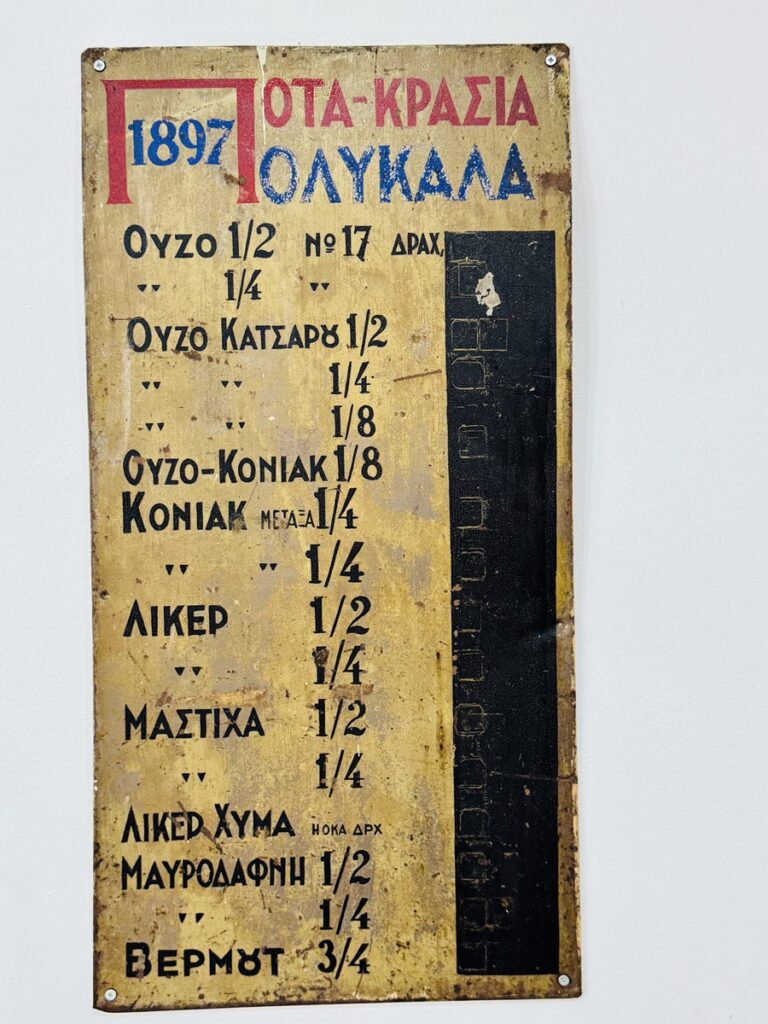 ΠΟΤΑ-ΚΡΑΣΙΑ
1897 ΠΟΛΥΚΑΛΑ
ΟΥΖΟ 1/2 Νο 17 ΔΡΑΧ.
" 1/4 "
ΟΥΖΟ ΚΑΤΣΑΡȣ 1/2
" " 1/4
" " 1/8
ΟΥΖΟ-ΚΟΝΙΑΚ 1/8
ΚΟΝΙΑΚ ΜΕΤΑΞΑ 1/4
" " 1/4
ΛΙΚΕΡ 1/2
" 1/4
ΜΑΣΤΙΧΑ 1/2
" 1/4
ΛΙΚΕΡ ΧΥΜΑ Η ΟΚΑ ΔΡΧ
ΜΑΥΡΟΔΑΦΝΗ 1/2
" 1/4
ΒΕΡΜȣΤ 3/4